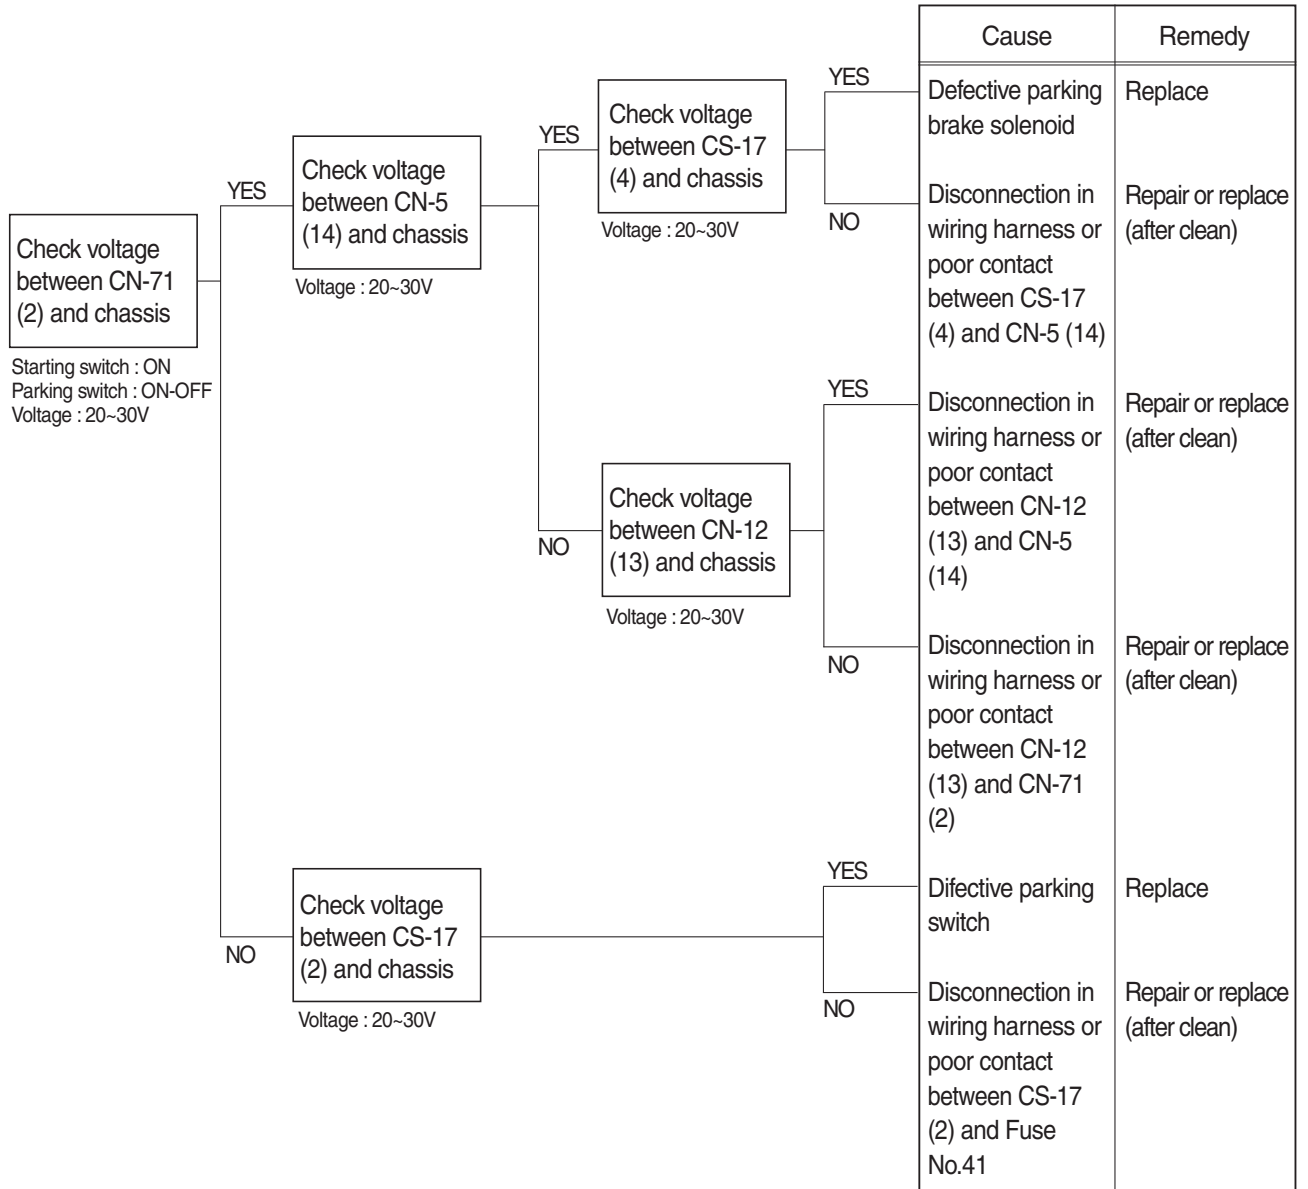 Cause
Remedy
Check voltage
between CN-71
(2) and chassis
Starting switch : ON
Parking switch : ON-OFF
Voltage : 20~30V
YES
Check voltage
between CN-5
(14) and chassis
Voltage : 20~30V
YES
Check voltage
between CS-17
(4) and chassis
Voltage : 20~30V
YES
Defective parking
brake solenoid
Replace
NO
Disconnection in
wiring harness or
poor contact
between CS-17
(4) and CN-5 (14)
Repair or replace
(after clean)
NO
Check voltage
between CN-12
(13) and chassis
Voltage : 20~30V
YES
Disconnection in
wiring harness or
poor contact
between CN-12
(13) and CN-5
(14)
Repair or replace
(after clean)
NO
Disconnection in
wiring harness or
poor contact
between CN-12
(13) and CN-71
(2)
Repair or replace
(after clean)
NO
Check voltage
between CS-17
(2) and chassis
Voltage : 20~30V
YES
Difective parking
switch
Replace
NO
Disconnection in
wiring harness or
poor contact
between CS-17
(2) and Fuse
No.41
Repair or replace
(after clean)